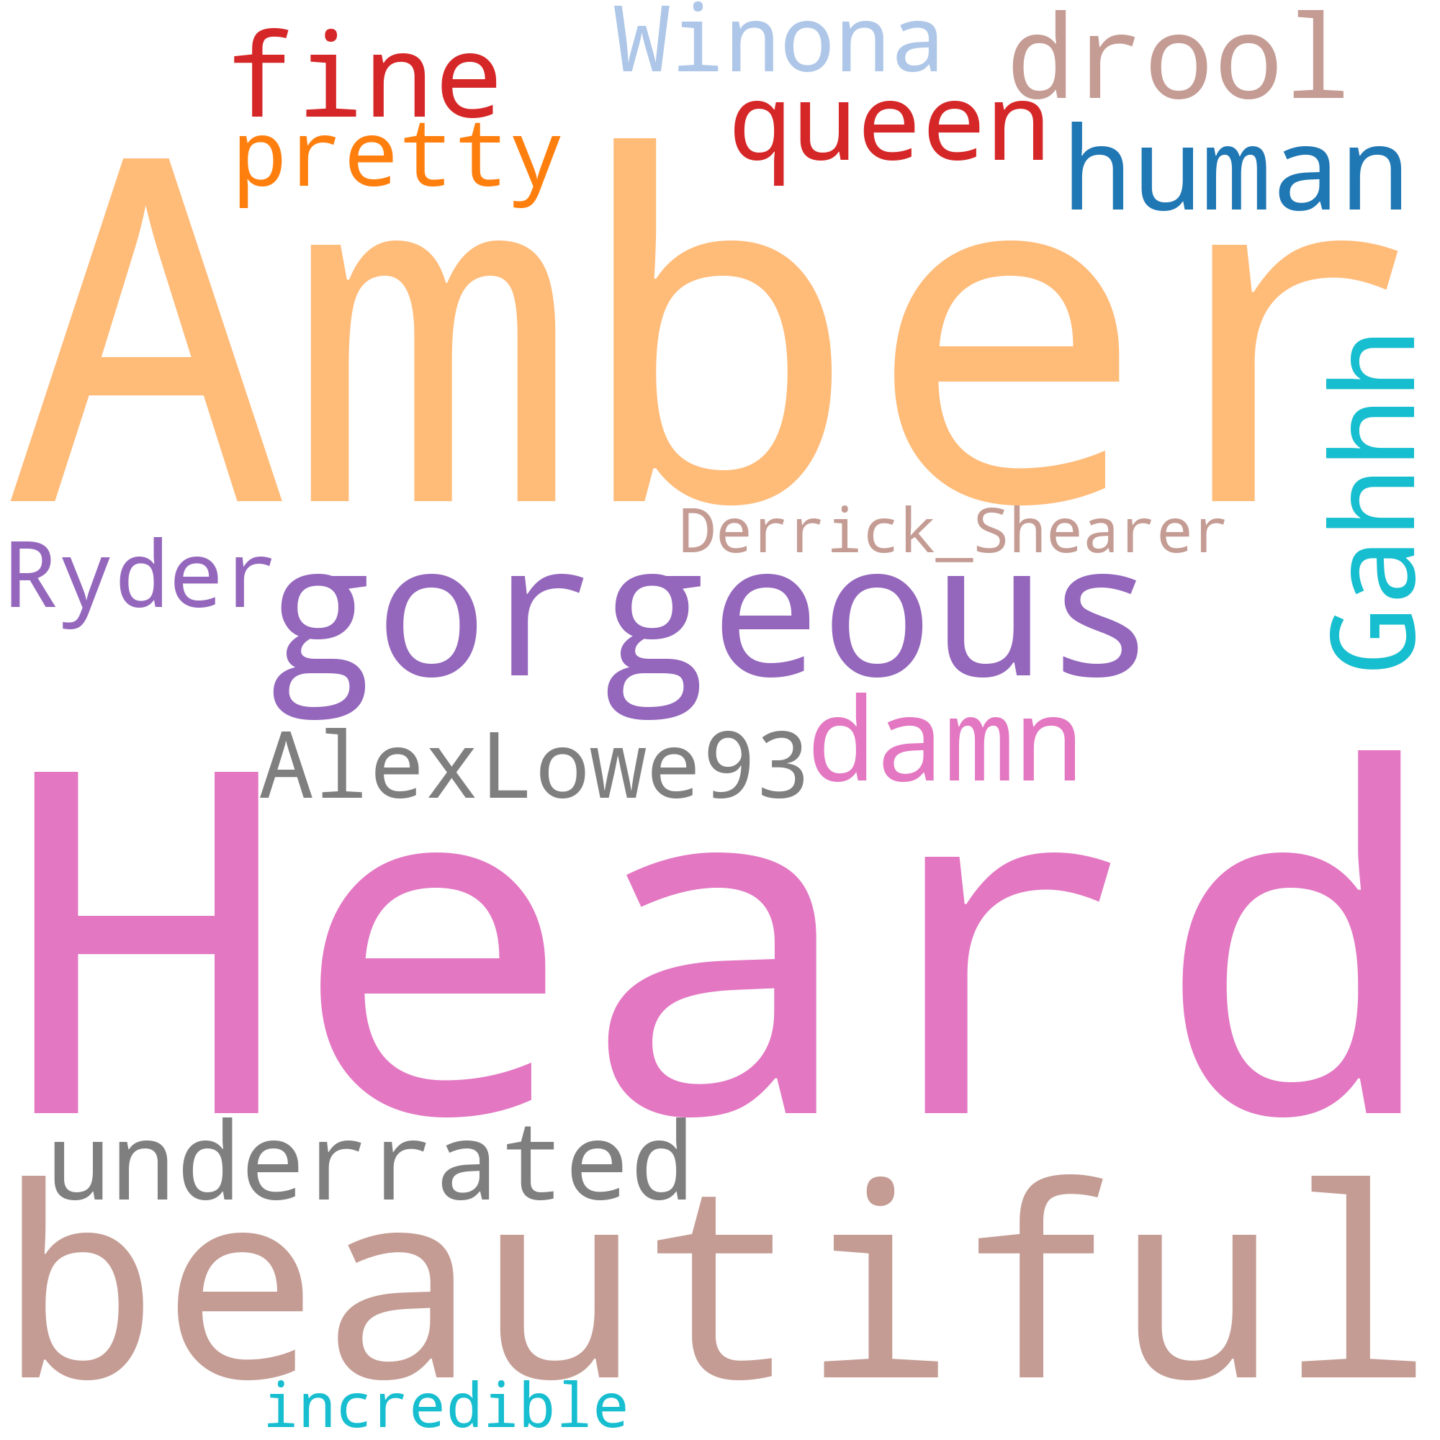 Winona
drool
fine
queen
pretty
human
Amber
Gahhh
Derrick_Shearer
Ryder
gorgeous
damn
AlexLowe93
Heard
underrated
beautiful
incredible